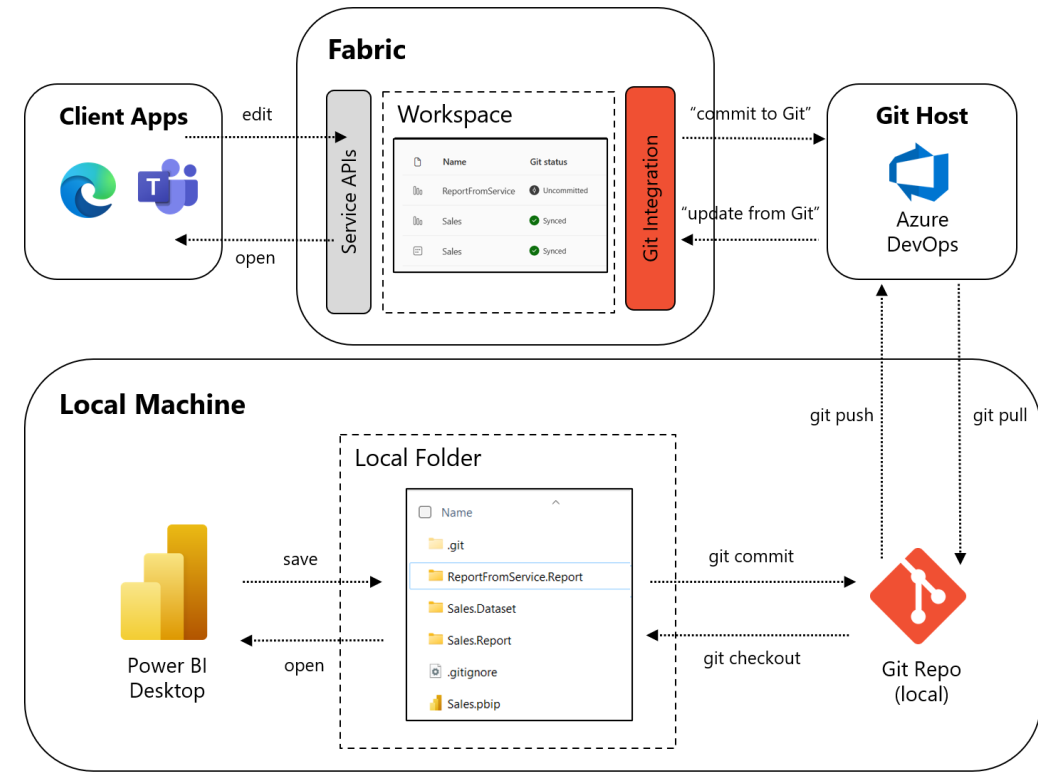 Fabric
Client Apps
edit
open
T
Service APIs
Workspace
Name Git status
ReportFromService Uncommitted
Sales Synced
Sales Synced
Git Integration
“commit to Git”
“update from Git”
Git Host
Azure
DevOps
Local Machine
git push
git pull
Local Folder
Name
.git
ReportFromService.Report
Sales.Dataset
Sales.Report
.gitignore
Sales.pbip
save
open
Power BI
Desktop
git commit
git checkout
Git Repo
(local)